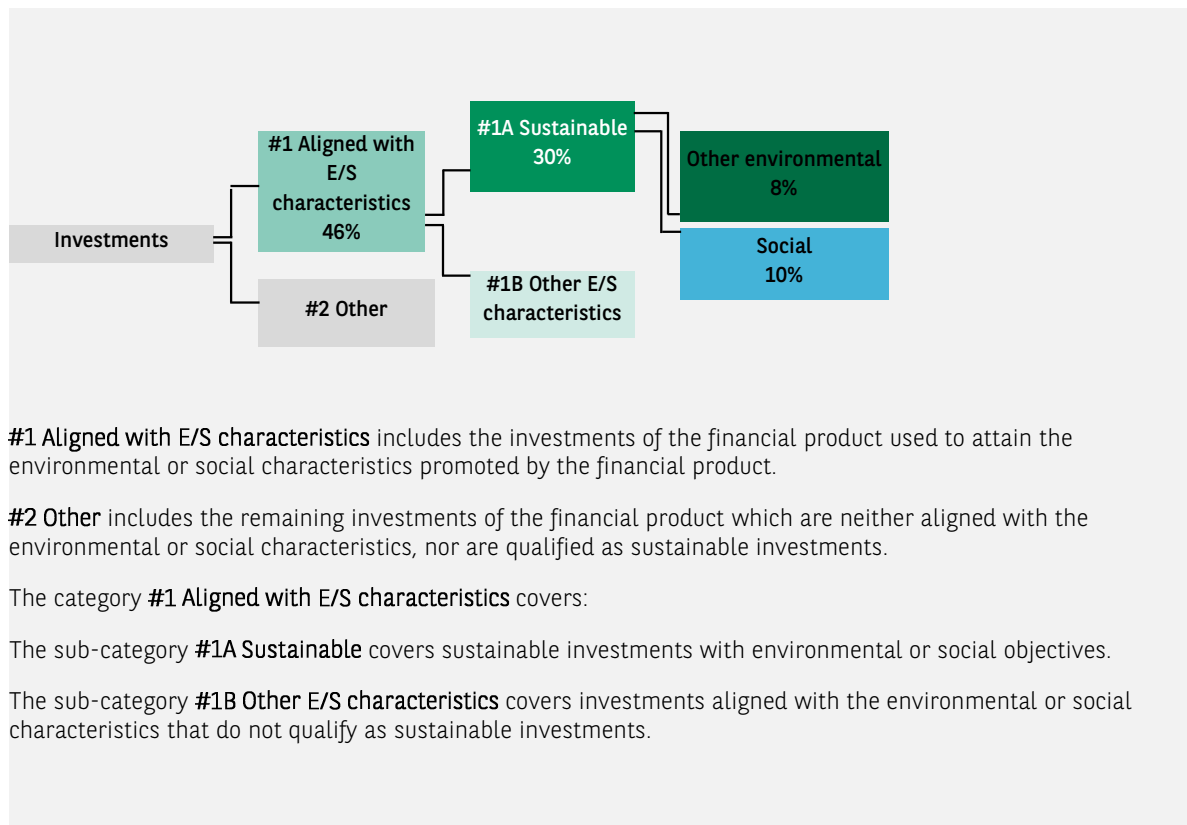 #1A Sustainable
30%
#1 Aligned with
E/S
characteristics
46%
Other environmental
8%
Investments
Social
10%
#1B Other E/S
characteristics
#2 Other
#1 Aligned with E/S characteristics includes the investments of the financial product used to attain the
environmental or social characteristics promoted by the financial product.
#2 Other includes the remaining investments of the financial product which are neither aligned with the
environmental or social characteristics, nor are qualified as sustainable investments.
The category #1 Aligned with E/S characteristics covers:
The sub-category #1A Sustainable covers sustainable investments with environmental or social objectives.
The sub-category #1B Other E/S characteristics covers investments aligned with the environmental or social
characteristics that do not qualify as sustainable investments.